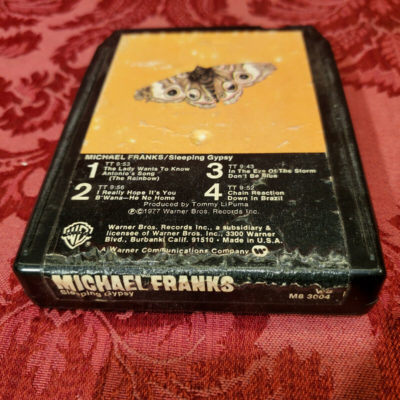 MICHAEL FRANKS/Sleeping Gypsy
1 TT 9:53
The Lady Wants To Know
Antonio's Song
(The Rainbow)
2 TT 9:56
I Really Hope It's You
B'Wana—He No Home
3 TT 9:43
In The Eye Of The Storm
Don't Be Blue
4 TT 9:52
Chain Reaction
Down In Brazil
Produced by Tommy LiPuma
©1977 Warner Bros. Records Inc.
Warner Bros. Records Inc., a subsidiary &
licensee of Warner Bros. Inc., 3300 Warner
Blvd., Burbank, Calif. 91510 • Made in U.S.A.
A Warner Communications Company
MICHAEL FRANKS
Sleeping Gypsy
M8 3004